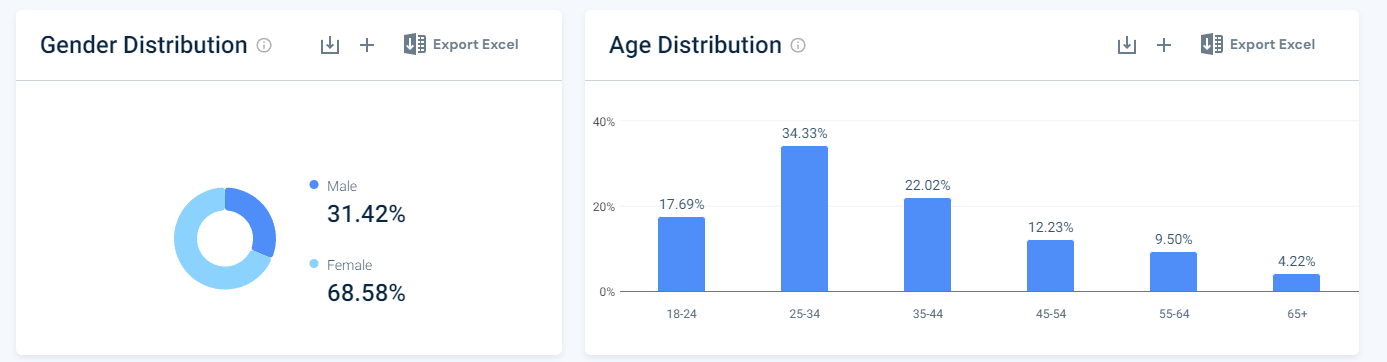 Gender Distribution
Export Excel
Male
31.42%
Female
68.58%
Age Distribution
Export Excel
40%
20%
0%
17.69%
34.33%
22.02%
12.23%
9.50%
4.22%
18-24
25-34
35-44
45-54
55-64
65+